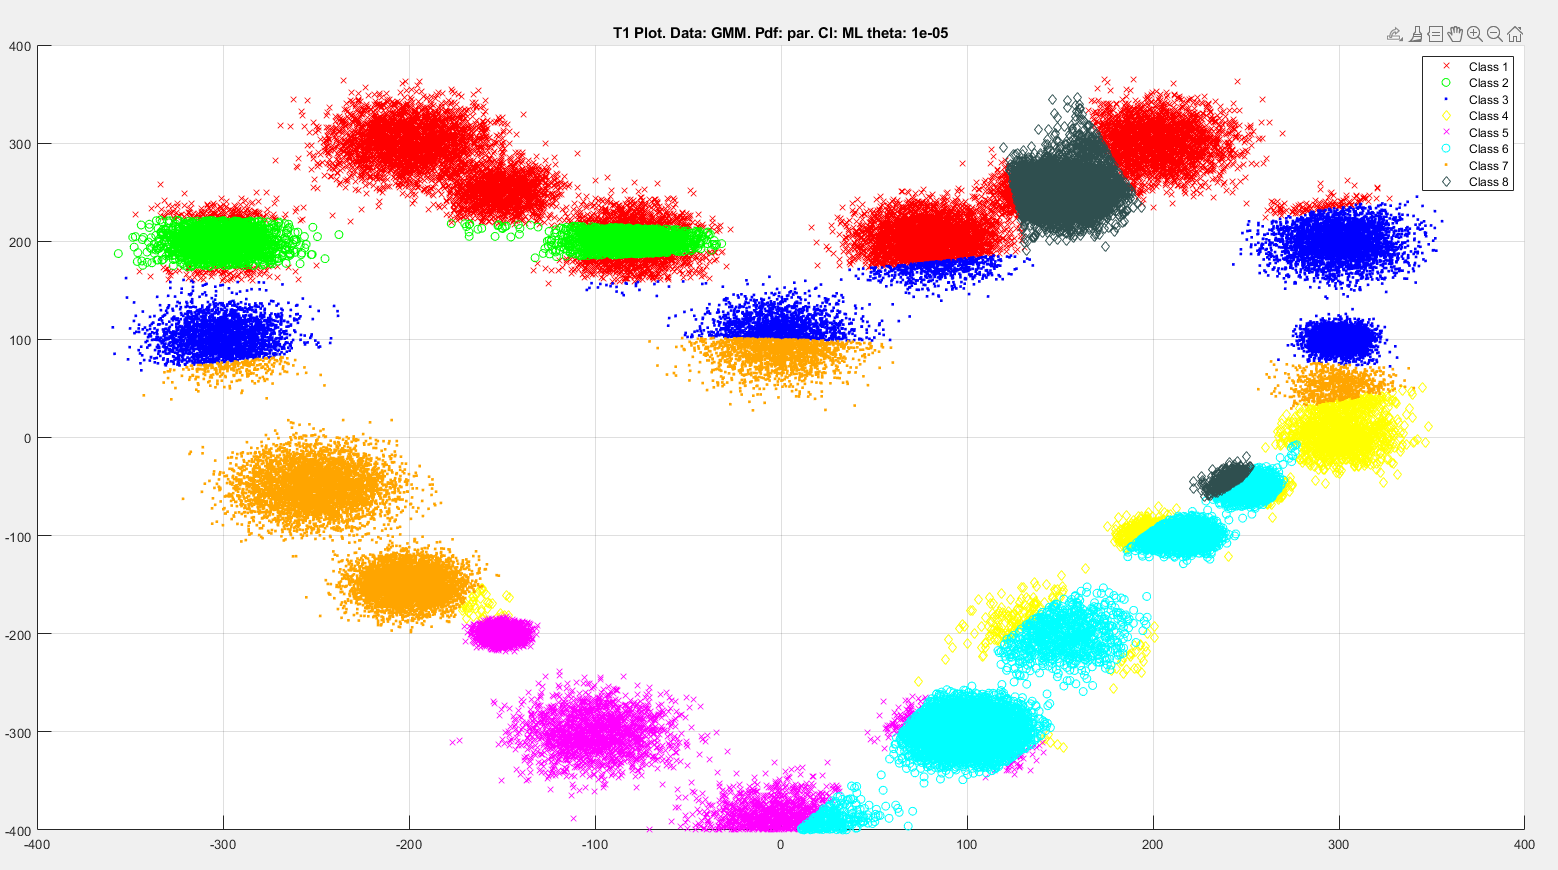 T1 Plot. Data: GMM. Pdf: par. Cl: ML theta: 1e-05
400
300
200
100
0
-100
-200
-300
-400
-400
-300
-200
-100
0
100
200
300
400
Class 1
Class 2
Class 3
Class 4
Class 5
Class 6
Class 7
Class 8